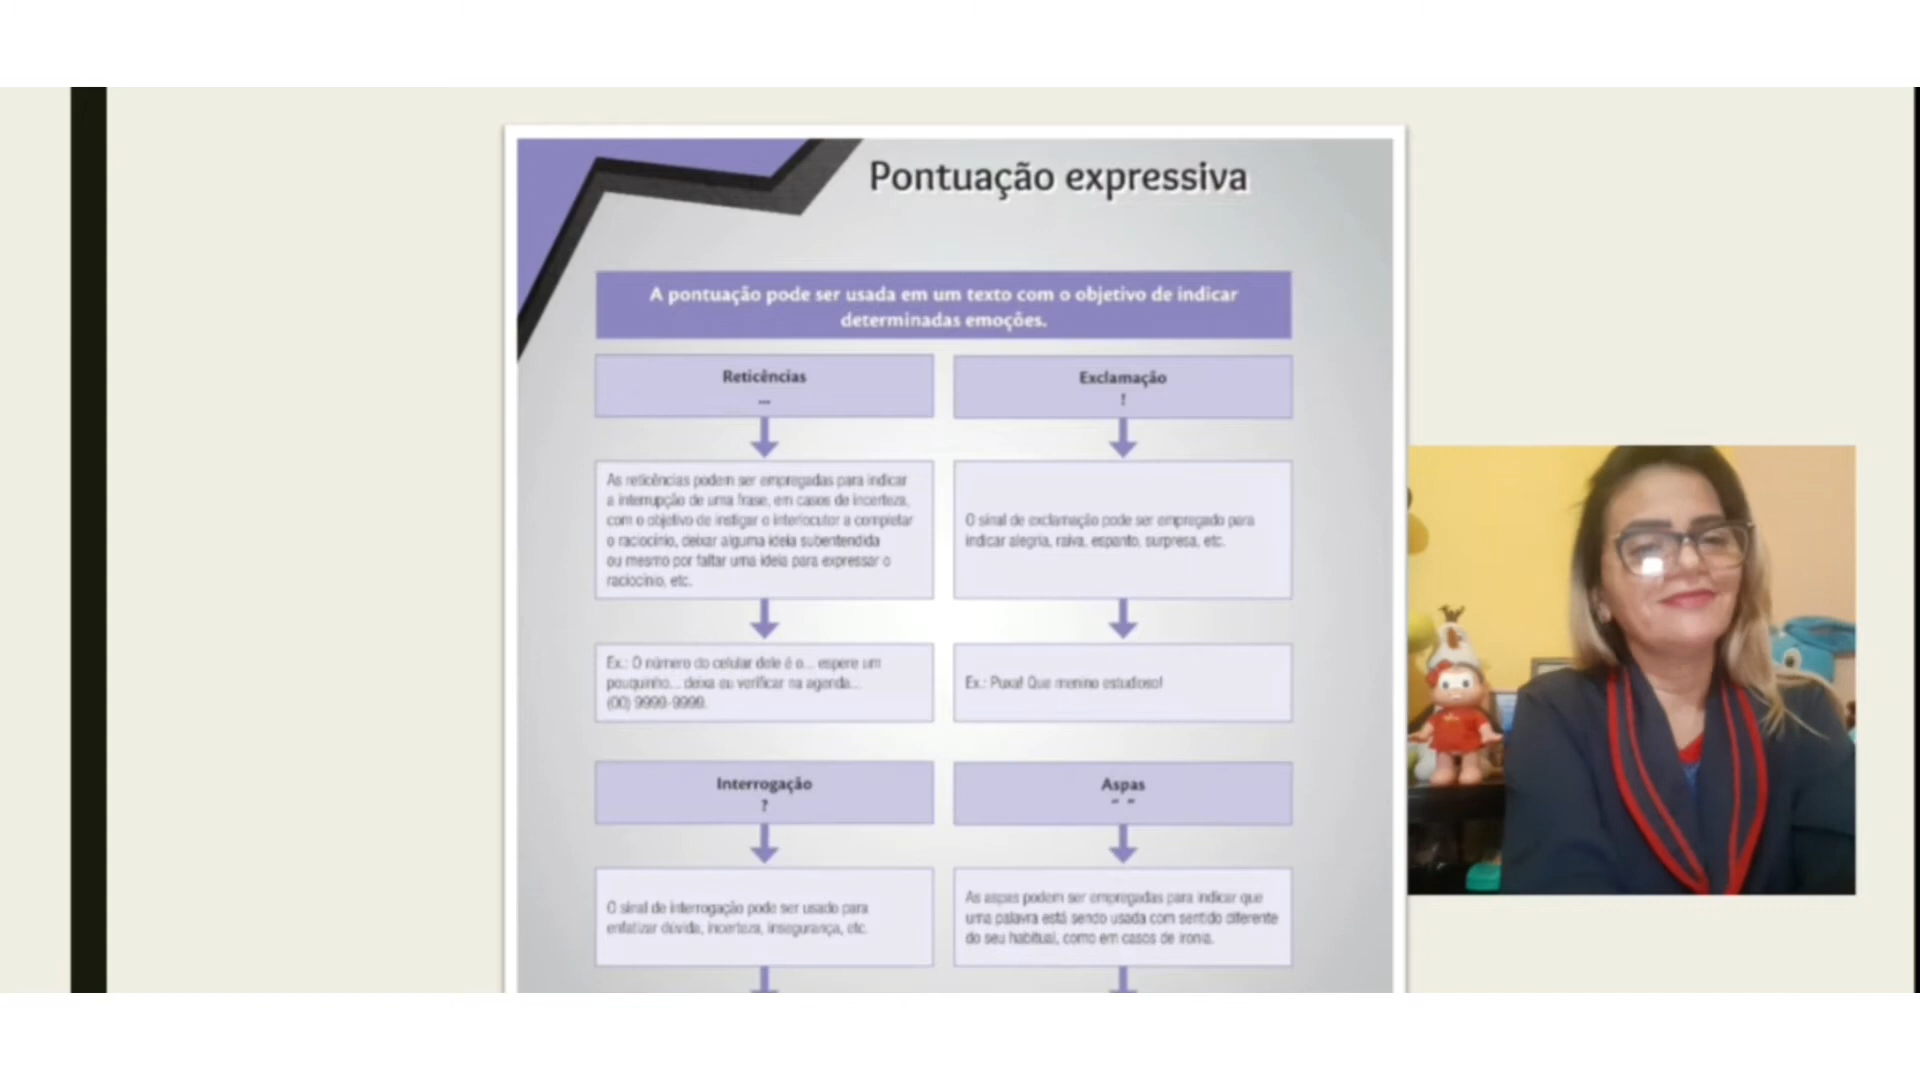 Pontuação expressiva
A pontuação pode ser usada em um texto com o objetivo de indicar
determinadas emoções.
Reticências
...
As reticências podem ser empregadas para indicar
a interrupção de uma frase, em casos de incerteza,
com o objetivo de instigar o interlocutor a completar
o raciocínio, deixar alguma ideia subentendida
ou mesmo por faltar uma ideia para expressar o
raciocínio, etc.
Ex.: O número do celular dele é o... espere um
pouquinho... deixa eu verificar na agenda...
(00) 9999-9999.
Exclamação
!
O sinal de exclamação pode ser empregado para
indicar alegria, raiva, espanto, surpresa, etc.
Ex.: Puxa! Que menino estudioso!
Interrogação
?
O sinal de interrogação pode ser usado para
enfatizar dúvida, incerteza, insegurança, etc.
Aspas
“ ”
As aspas podem ser empregadas para indicar que
uma palavra está sendo usada com sentido diferente
do seu habitual, como em casos de ironia.